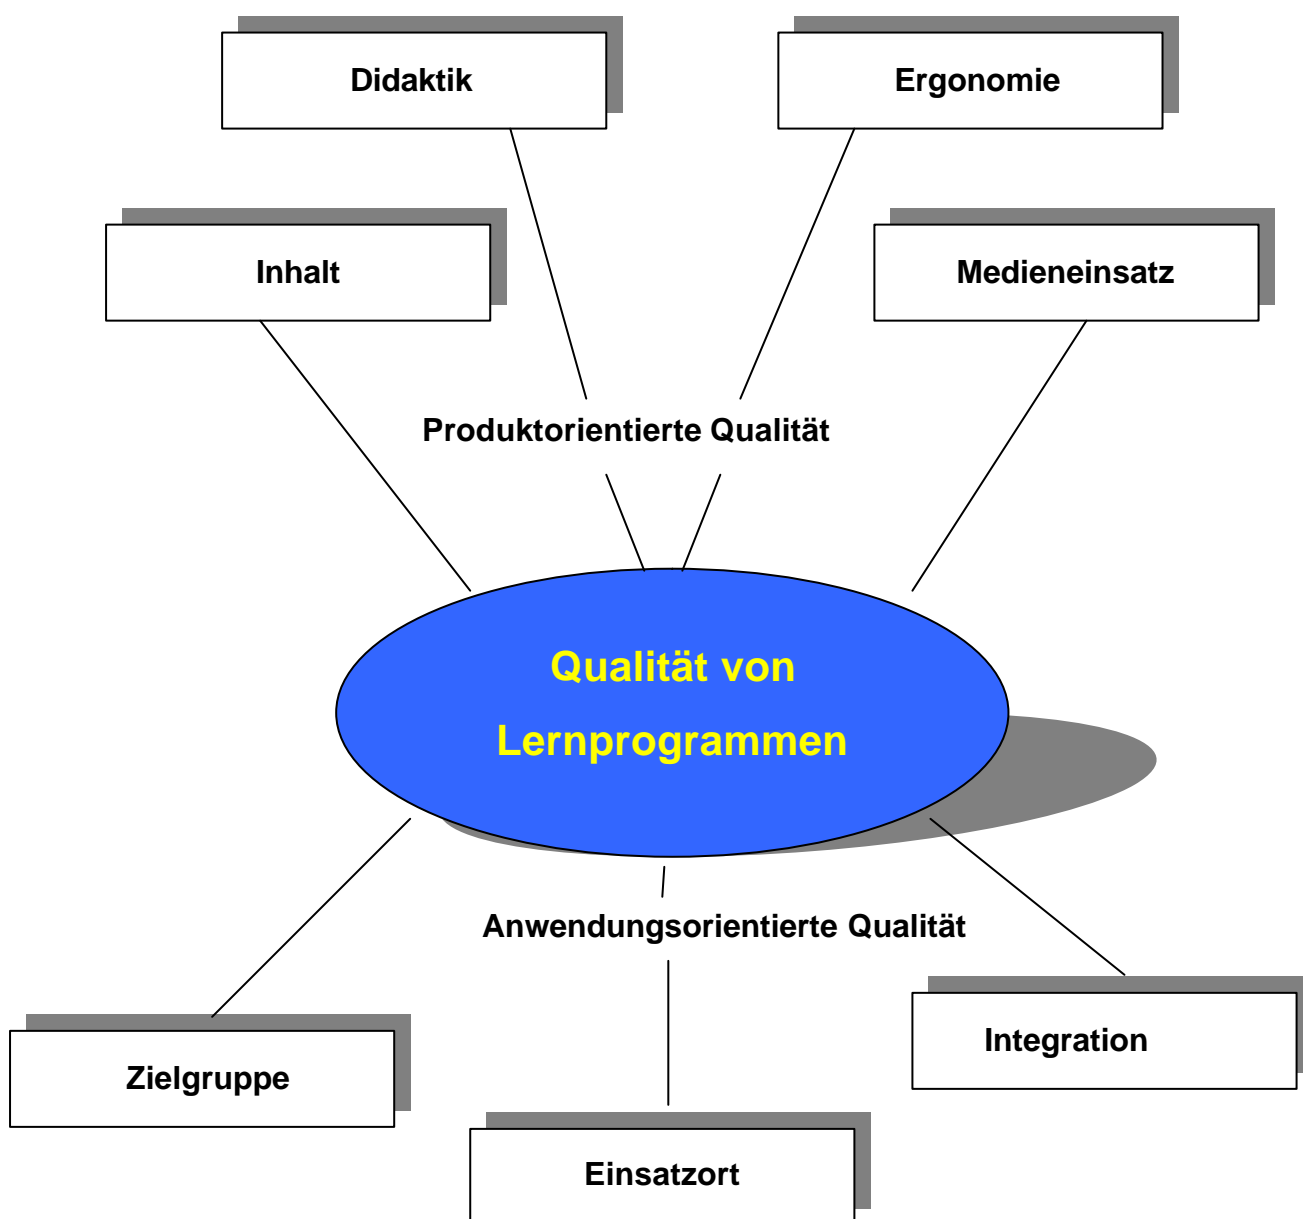 Didaktik
Ergonomie
Inhalt
Medieneinsatz
Produktorientierte Qualität
Qualität von
Lernprogrammen
Anwendungsorientierte Qualität
Integration
Zielgruppe
Einsatzort